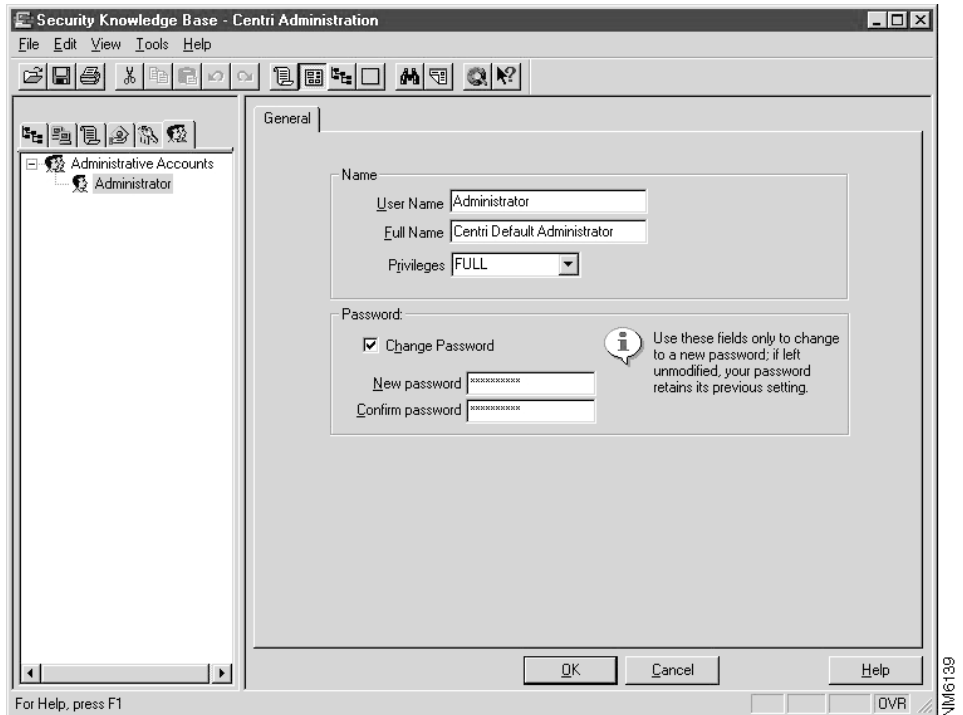 Security Knowledge Base - Centri Administration
File Edit View Tools Help
General
Administrative Accounts
Administrator
Name
User Name Administrator
Full Name Centri Default Administrator
Privileges FULL
Password:
Change Password
Use these fields only to change
to a new password; if left
unmodified, your password
retains its previous setting.
New password **********
Confirm password **********
OK Cancel Help
For Help, press F1
OVR
NM6139